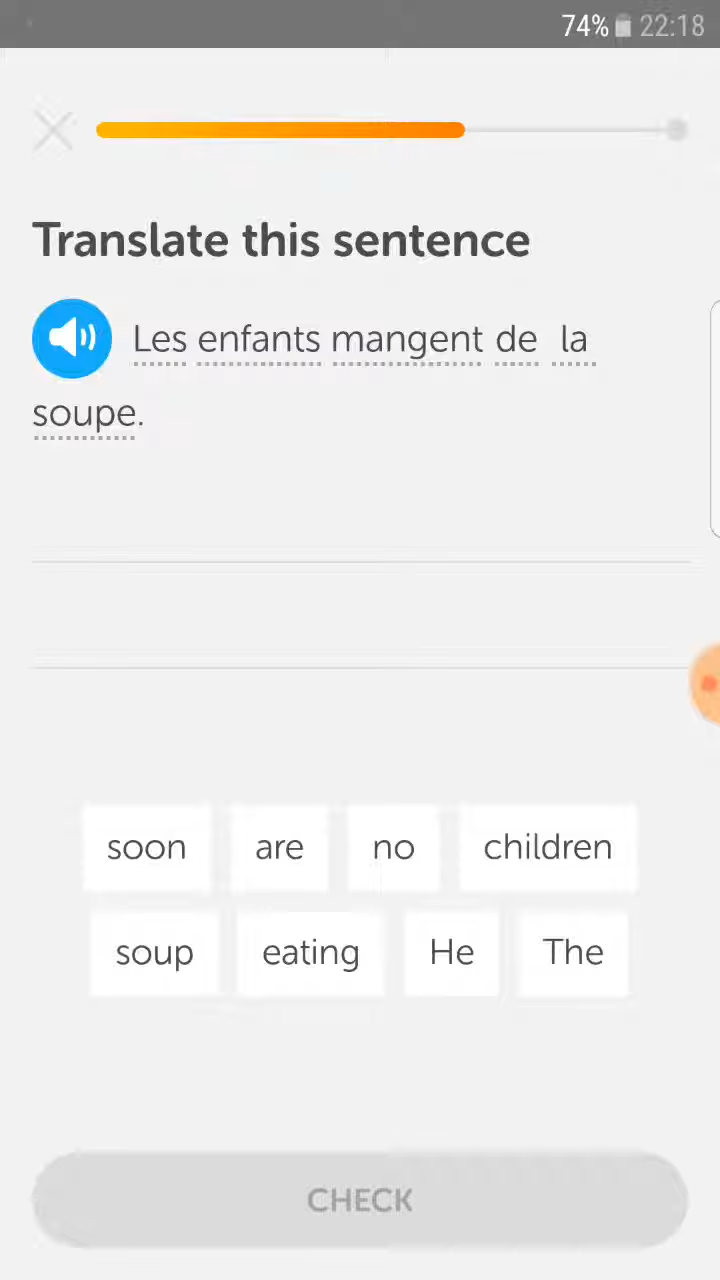 74% 22:18
Translate this sentence
Les enfants mangent de la
soupe.
soon are no children
soup eating He The
CHECK